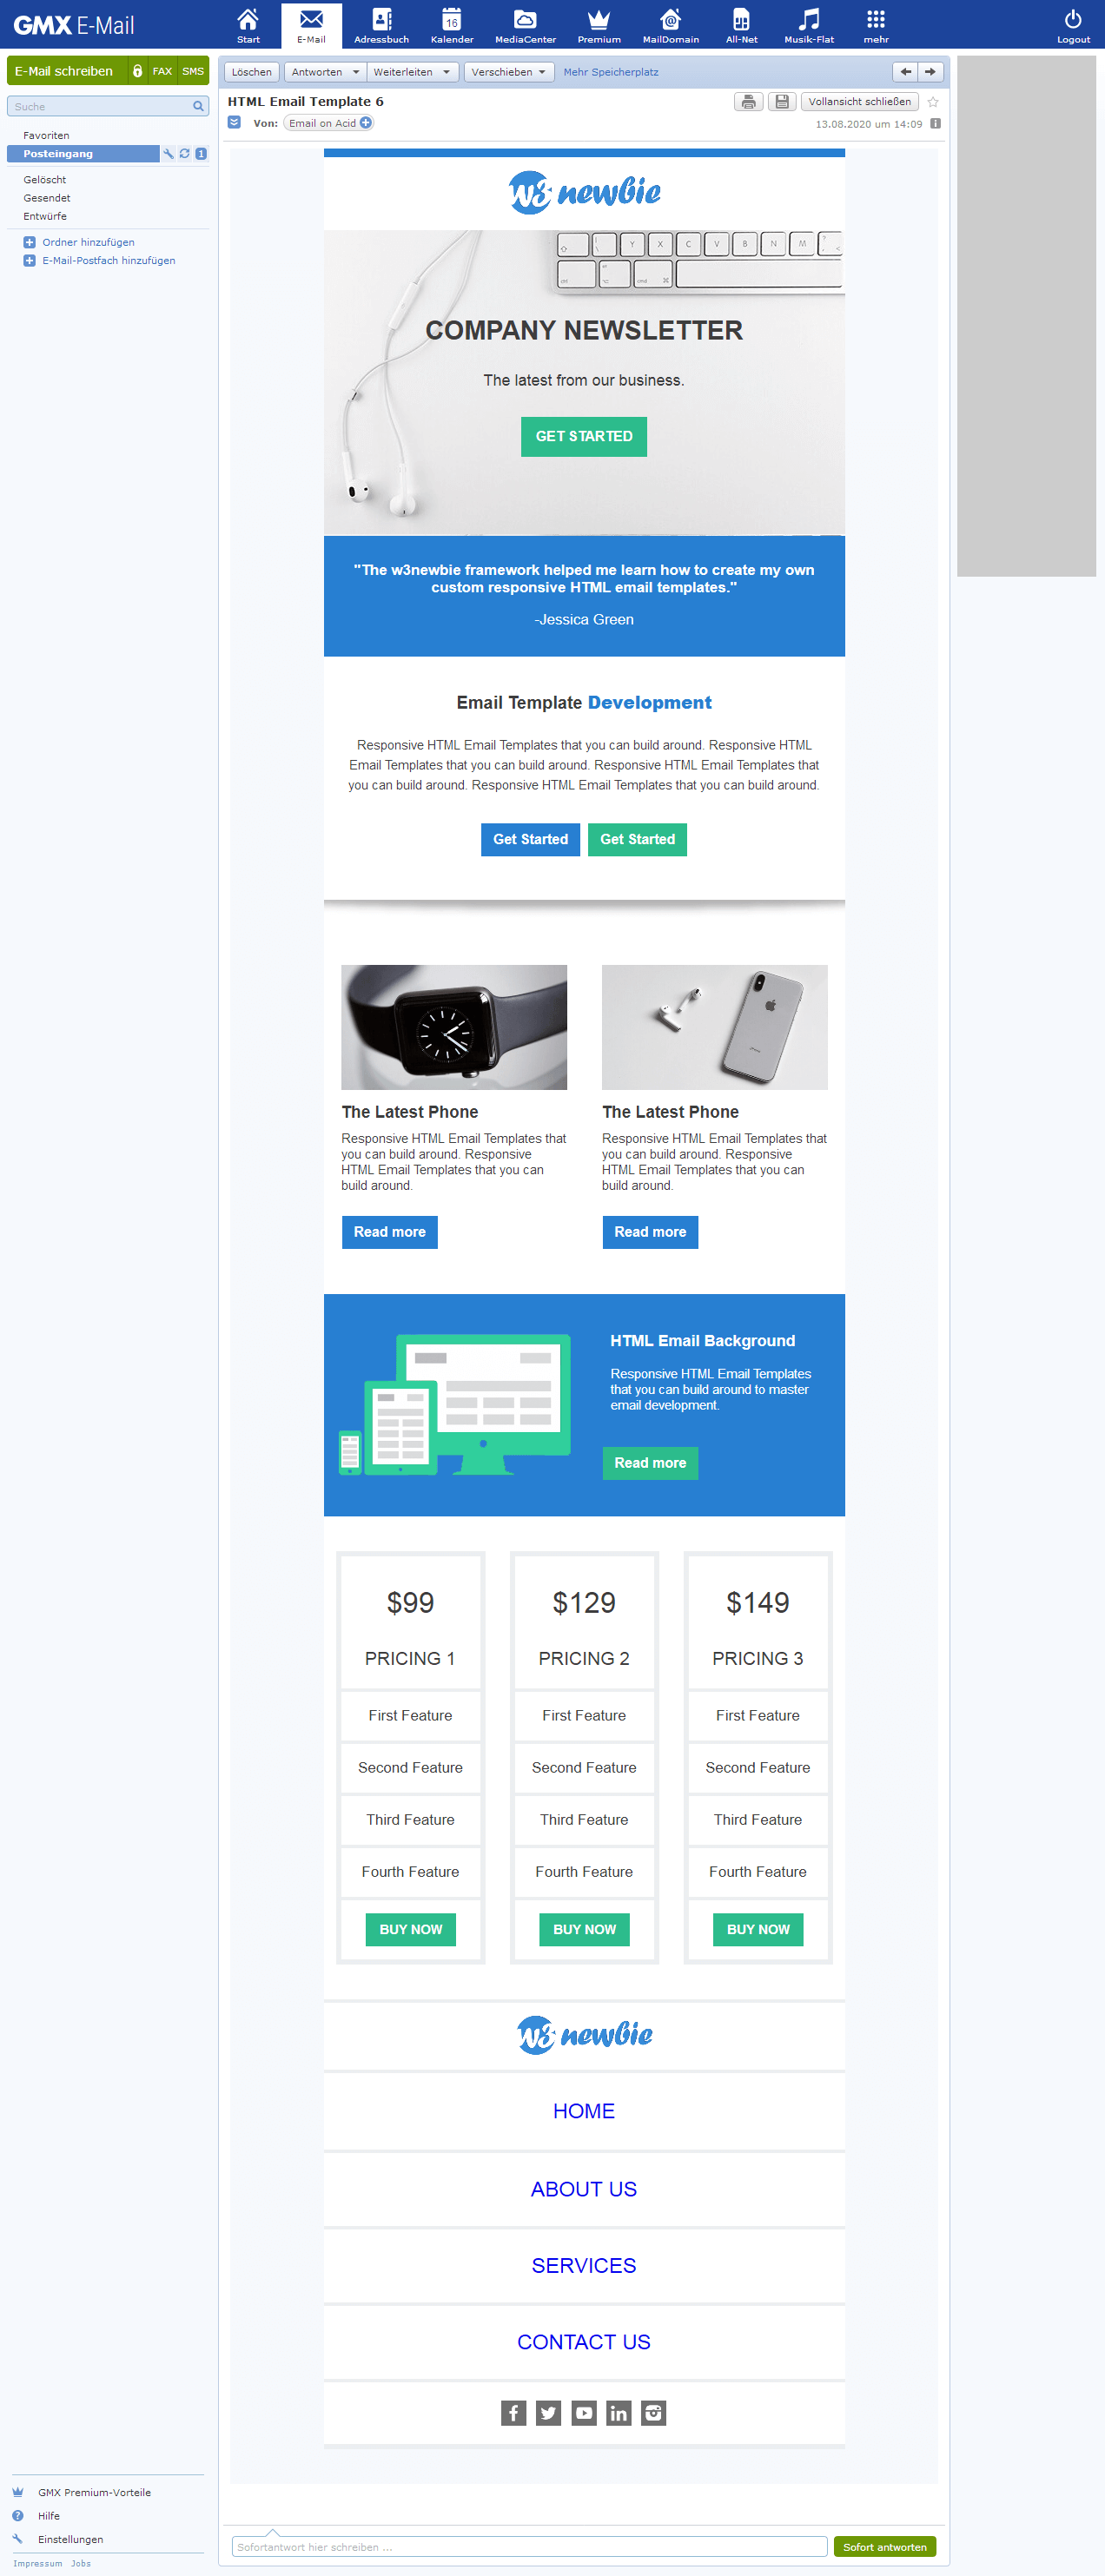 GMX E-Mail
Start
E-Mail
Adressbuch
16
Kalender
MediaCenter
Premium
MailDomain
All-Net
Musik-Flat
mehr
Logout
E-Mail schreiben
FAX
SMS
Suche
Favoriten
Posteingang
1
Gelöscht
Gesendet
Entwürfe
Ordner hinzufügen
E-Mail-Postfach hinzufügen
Löschen
Antworten
Weiterleiten
Verschieben
Mehr Speicherplatz
HTML Email Template 6
Vollansicht schließen
Von: Email on Acid
13.08.2020 um 14:09
w3 newbie
Y X C V B N M
COMPANY NEWSLETTER
The latest from our business.
GET STARTED
"The w3newbie framework helped me learn how to create my own
custom responsive HTML email templates."
-Jessica Green
Email Template Development
Responsive HTML Email Templates that you can build around. Responsive HTML
Email Templates that you can build around. Responsive HTML Email Templates that
you can build around. Responsive HTML Email Templates that you can build around.
Get Started
Get Started
The Latest Phone
Responsive HTML Email Templates that
you can build around. Responsive
HTML Email Templates that you can
build around.
Read more
The Latest Phone
Responsive HTML Email Templates that
you can build around. Responsive
HTML Email Templates that you can
build around.
Read more
HTML Email Background
Responsive HTML Email Templates
that you can build around to master
email development.
Read more
$99
PRICING 1
First Feature
Second Feature
Third Feature
Fourth Feature
BUY NOW
$129
PRICING 2
First Feature
Second Feature
Third Feature
Fourth Feature
BUY NOW
$149
PRICING 3
First Feature
Second Feature
Third Feature
Fourth Feature
BUY NOW
w3 newbie
HOME
ABOUT US
SERVICES
CONTACT US
GMX Premium-Vorteile
Hilfe
Einstellungen
Impressum Jobs
Sofortantwort hier schreiben ...
Sofort antworten